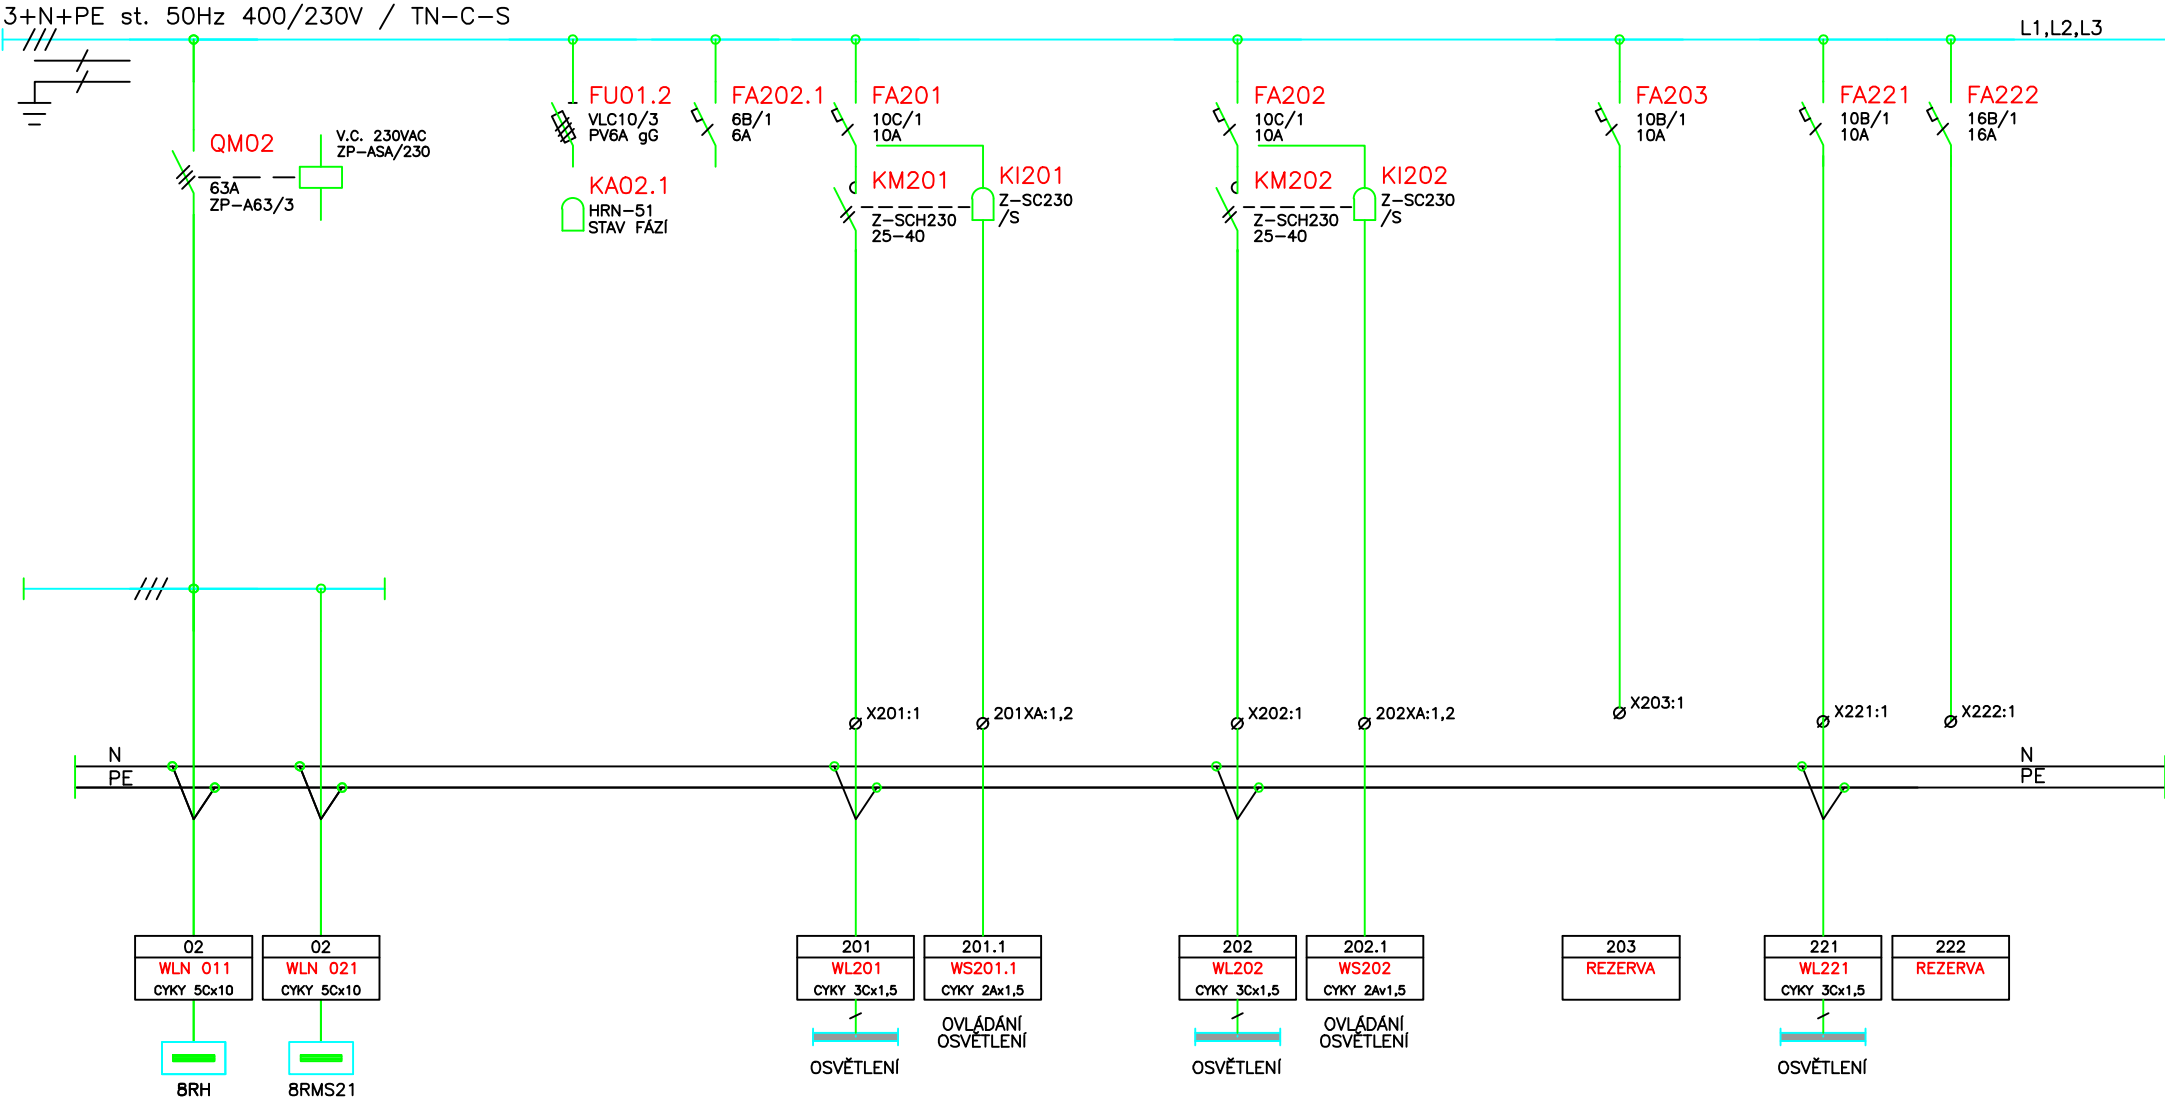 3+N+PE st. 50Hz 400/230V / TN-C-S
L1,L2,L3
QM02
63A
ZP-A63/3
V.C. 230VAC
ZP-ASA/230
FU01.2
VLC10/3
PV6A gG
KA02.1
HRN-51
STAV FÁZÍ
FA202.1
6B/1
6A
FA201
10C/1
10A
KM201
Z-SCH230
25-40
KI201
Z-SC230
/S
FA202
10C/1
10A
KM202
Z-SCH230
25-40
KI202
Z-SC230
/S
FA203
10B/1
10A
FA221
10B/1
10A
FA222
16B/1
16A
X201:1
201XA:1,2
X202:1
202XA:1,2
X203:1
X221:1
X222:1
N
PE
N
PE
02
WLN 011
CYKY 5Cx10
8RH
02
WLN 021
CYKY 5Cx10
8RMS21
201
WL201
CYKY 3Cx1,5
OSVĚTLENÍ
201.1
WS201.1
CYKY 2Ax1,5
OVLÁDÁNÍ
OSVĚTLENÍ
202
WL202
CYKY 3Cx1,5
OSVĚTLENÍ
202.1
WS202
CYKY 2Av1,5
OVLÁDÁNÍ
OSVĚTLENÍ
203
REZERVA
221
WL221
CYKY 3Cx1,5
OSVĚTLENÍ
222
REZERVA